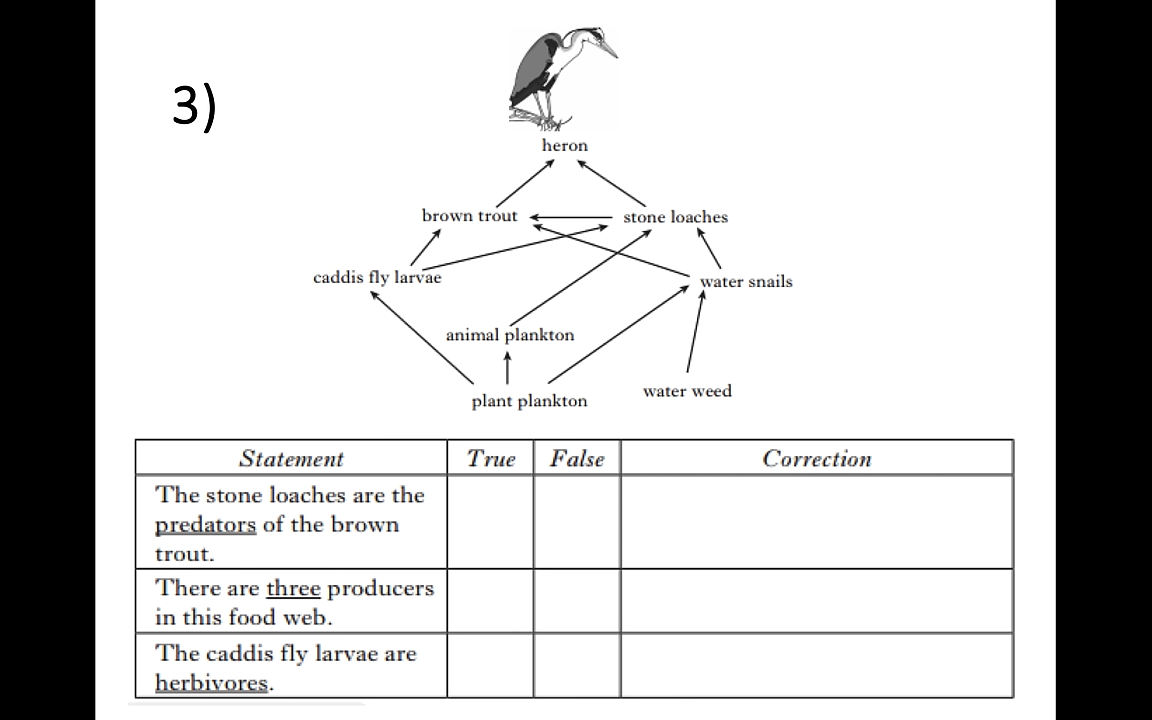 3)
heron
brown trout
stone loaches
caddis fly larvae
water snails
animal plankton
water weed
plant plankton
Statement True False Correction
The stone loaches are the
predators of the brown
trout.
There are three producers
in this food web.
The caddis fly larvae are
herbivores.